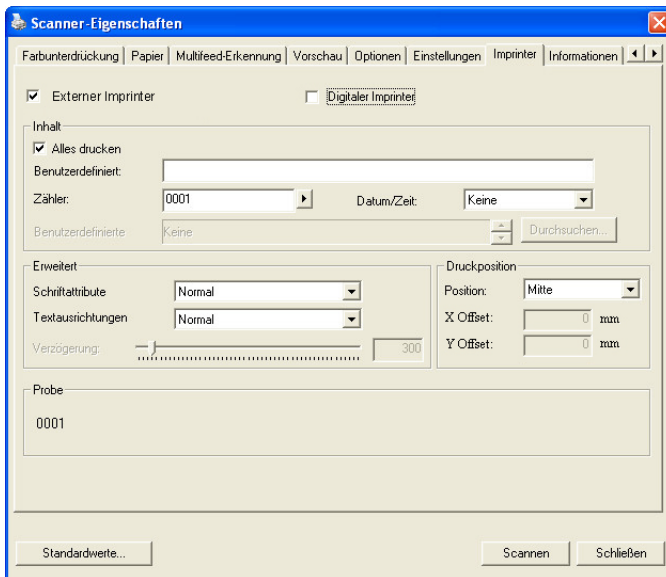 Scanner-Eigenschaften
Farbunterdrückung Papier Multifeed-Erkennung Vorschau Optionen Einstellungen Imprinter Informationen
Externer Imprinter Digitaler Imprinter
Inhalt
Alles drucken
Benutzerdefiniert:
Zähler: 0001 Datum/Zeit: Keine
Benutzerdefinierte Keine Durchsuchen...
Erweitert Druckposition
Schriftattribute Normal Position: Mitte
Textausrichtungen Normal X Offset: 0 mm
Verzögerung: 300 Y Offset: 0 mm
Probe
0001
Standardwerte... Scannen Schließen